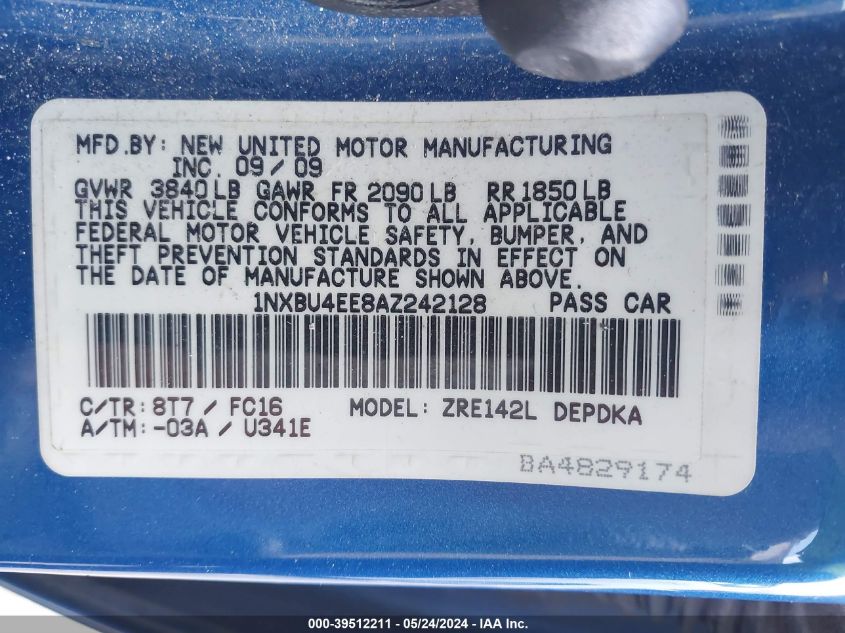 MFD.BY: NEW UNITED MOTOR MANUFACTURING
INC. 09/09
GVWR 3840 LB GAWR FR 2090 LB RR 1850 LB
THIS VEHICLE CONFORMS TO ALL APPLICABLE
FEDERAL MOTOR VEHICLE SAFETY, BUMPER, AND
THEFT PREVENTION STANDARDS IN EFFECT ON
THE DATE OF MANUFACTURE SHOWN ABOVE.
1NXBU4EE8AZ242128 PASS CAR
C/TR: 8T7 / FC16 MODEL: ZRE142L DEPDKA
A/TM: -03A / U341E
BA4829174
000-39512211 - 05/24/2024 - IAA Inc.